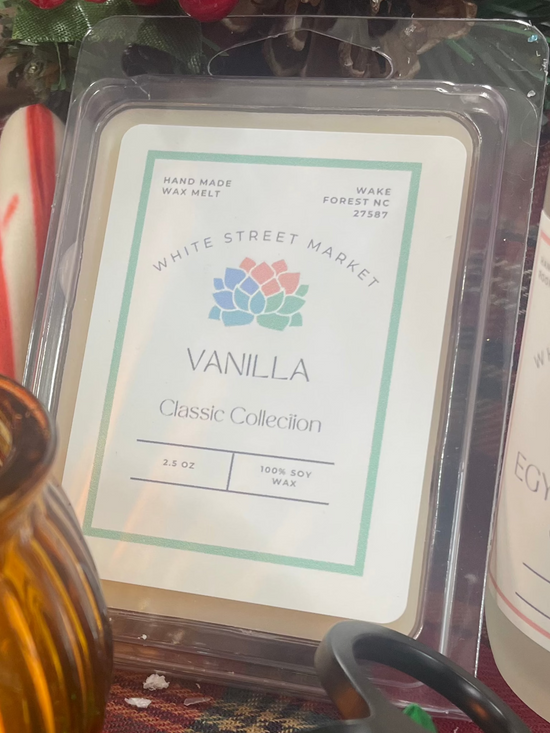 HAND MADE
WAX MELT
WAKE
FOREST NC
27587
WHITE STREET MARKET
VANILLA
Classic Collection
2.5 OZ
100% SOY
WAX